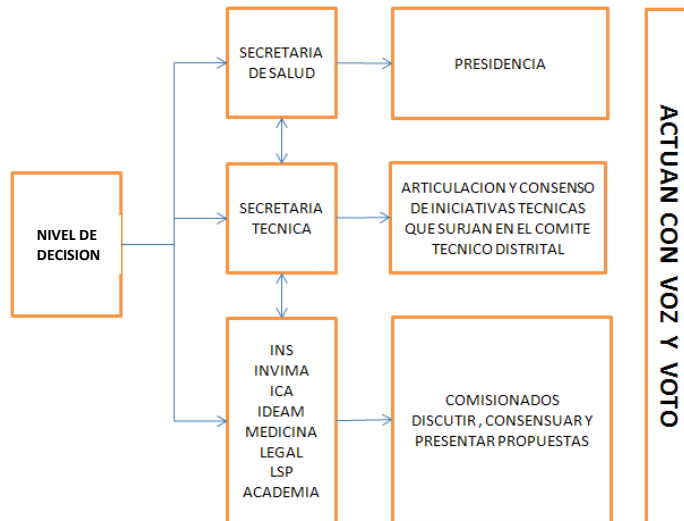 SECRETARIA
DE SALUD
PRESIDENCIA
NIVEL DE
DECISION
SECRETARIA
TECNICA
ARTICULACION Y CONSENSO
DE INICIATIVAS TECNICAS
QUE SURJAN EN EL COMITE
TECNICO DISTRITAL
INS
INVIMA
ICA
IDEAM
MEDICINA
LEGAL
LSP
ACADEMIA
COMISIONADOS
DISCUTIR , CONSENSUAR Y
PRESENTAR PROPUESTAS
ACTUAN CON VOZ Y VOTO